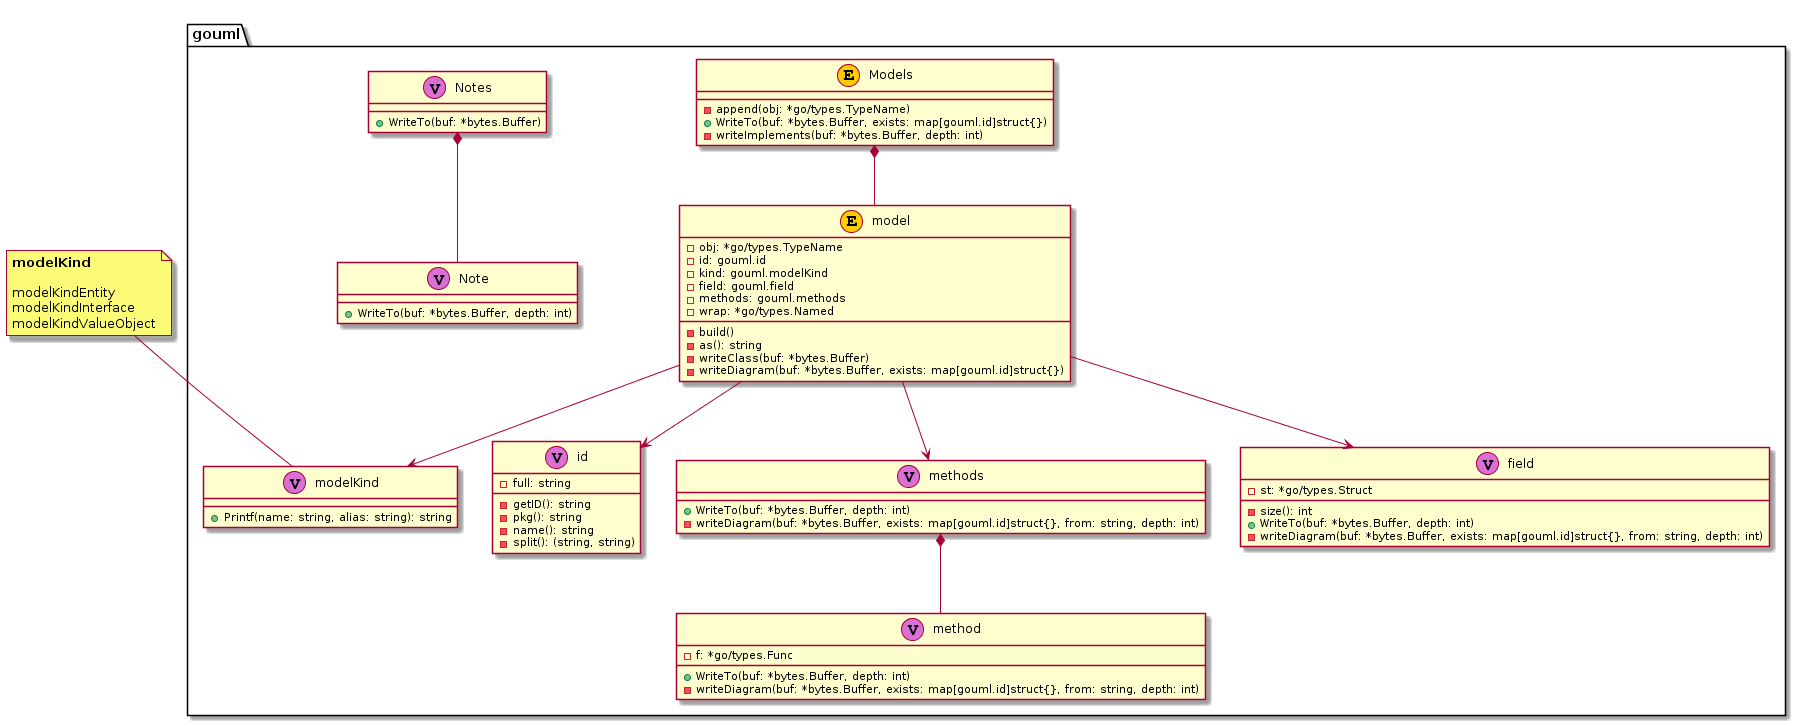 gouml
V Notes
WriteTo(buf: *bytes.Buffer)
E Models
append(obj: *go/types.TypeName)
WriteTo(buf: *bytes.Buffer, exists: map[gouml.id]struct{})
writeImplements(buf: *bytes.Buffer, depth: int)
modelKind
modelKindEntity
modelKindInterface
modelKindValueObject
V Note
WriteTo(buf: *bytes.Buffer, depth: int)
E model
obj: *go/types.TypeName
id: gouml.id
kind: gouml.modelKind
field: gouml.field
methods: gouml.methods
wrap: *go/types.Named
build()
as(): string
writeClass(buf: *bytes.Buffer)
writeDiagram(buf: *bytes.Buffer, exists: map[gouml.id]struct{})
V modelKind
Printf(name: string, alias: string): string
V id
full: string
getID(): string
pkg(): string
name(): string
split(): (string, string)
V methods
WriteTo(buf: *bytes.Buffer, depth: int)
writeDiagram(buf: *bytes.Buffer, exists: map[gouml.id]struct{}, from: string, depth: int)
V field
st: *go/types.Struct
size(): int
WriteTo(buf: *bytes.Buffer, depth: int)
writeDiagram(buf: *bytes.Buffer, exists: map[gouml.id]struct{}, from: string, depth: int)
V method
f: *go/types.Func
WriteTo(buf: *bytes.Buffer, depth: int)
writeDiagram(buf: *bytes.Buffer, exists: map[gouml.id]struct{}, from: string, depth: int)